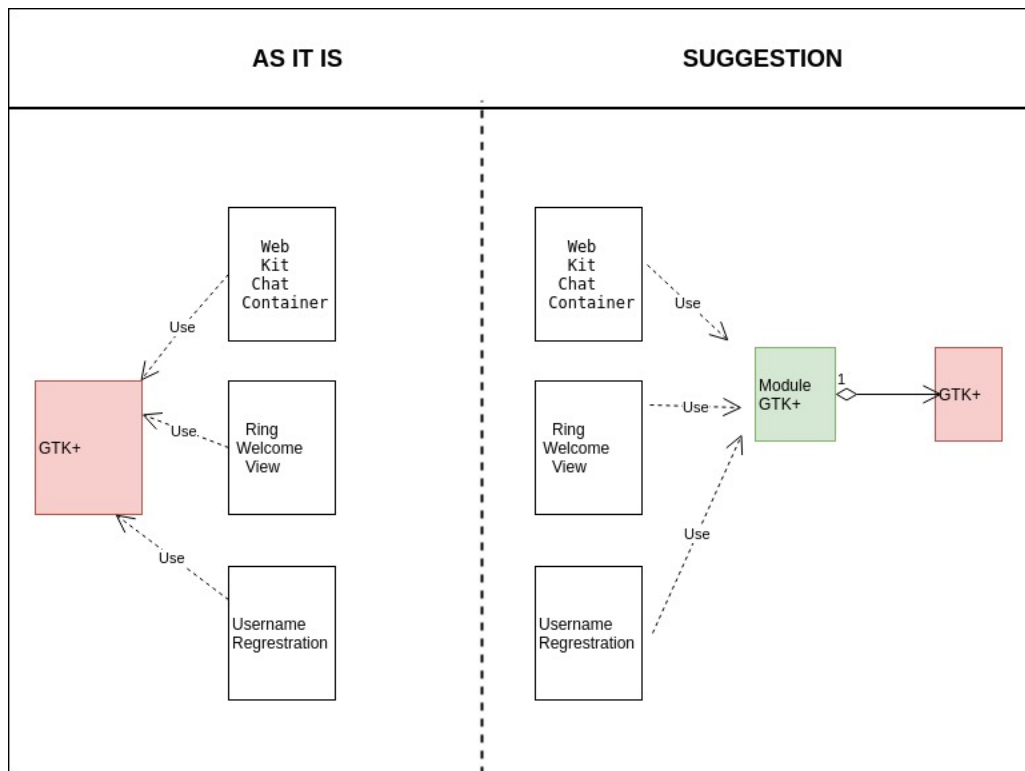 AS IT IS
SUGGESTION
Web
Kit
Chat
Container
Use
Ring
Welcome
View
Use
GTK+
Username
Regrestration
Use
Web
Kit
Chat
Container
Use
Ring
Welcome
View
Use
Module
GTK+
1
GTK+
Username
Regrestration
Use